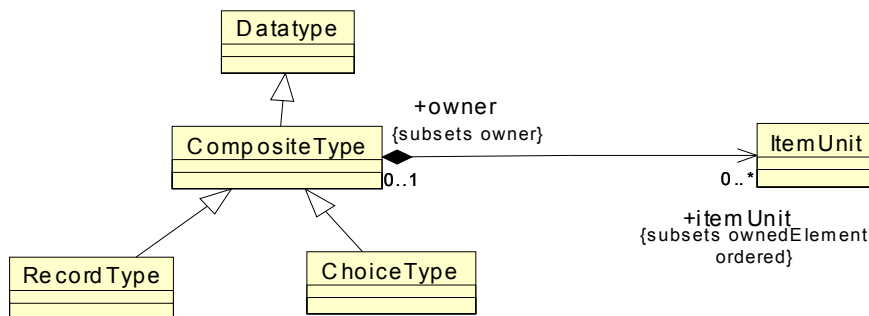 Datatype
+owner
{subsets owner}
CompositeType
ItemUnit
0..1
0..*
+itemUnit
{subsets ownedElement
ordered}
RecordType
ChoiceType